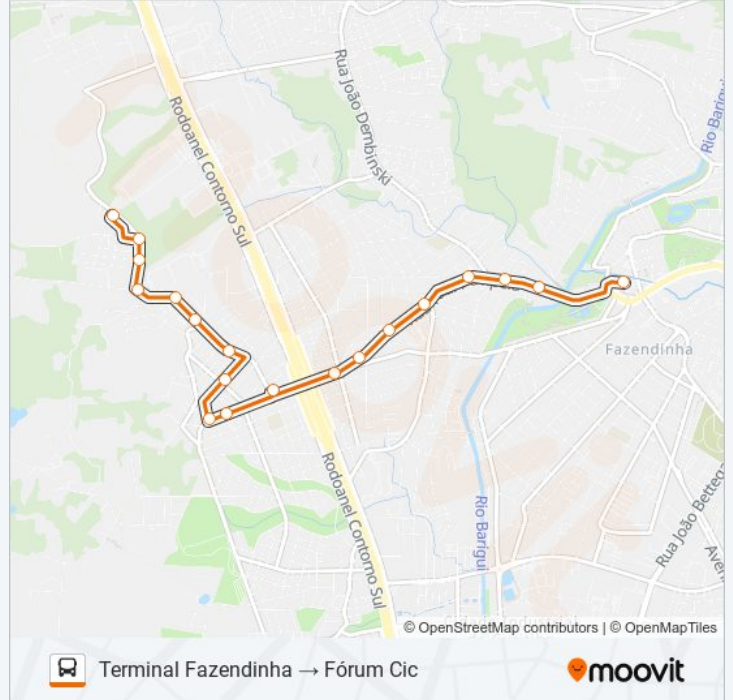 Rua João Dembinski
Rio Barigui
Rodoanel Contorno Sul
Fazendinha
Rodoanel Contorno Sul
Rio Barigui
Rua João Bettega
© OpenStreetMap contributors | © OpenMapTiles
Terminal Fazendinha → Fórum Cic
moovit